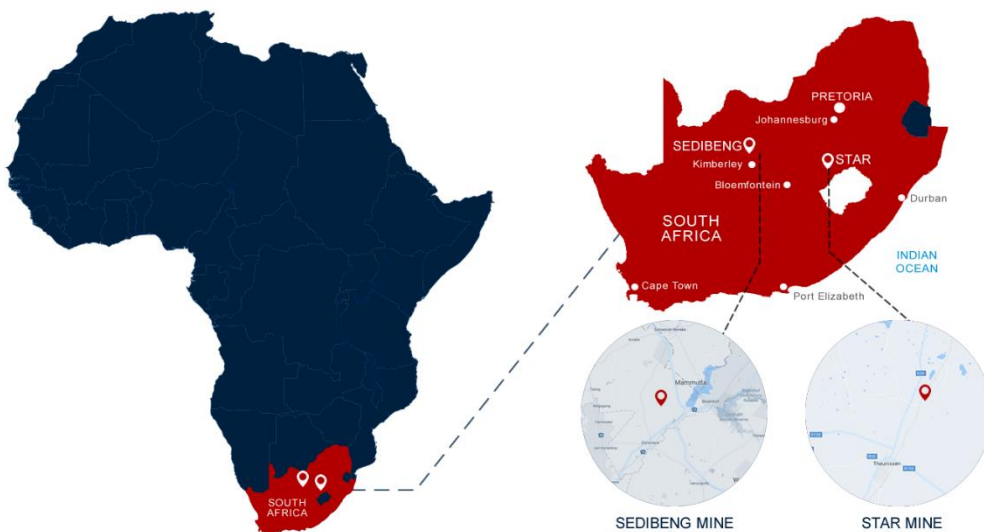 SOUTH
AFRICA
PRETORIA
Johannesburg
SEDIBENG
Kimberley
STAR
Bloemfontein
Durban
SOUTH
AFRICA
INDIAN
OCEAN
Cape Town
Port Elizabeth
Mammutla
Bloemhof
Theunissen
SEDIBENG MINE
STAR MINE